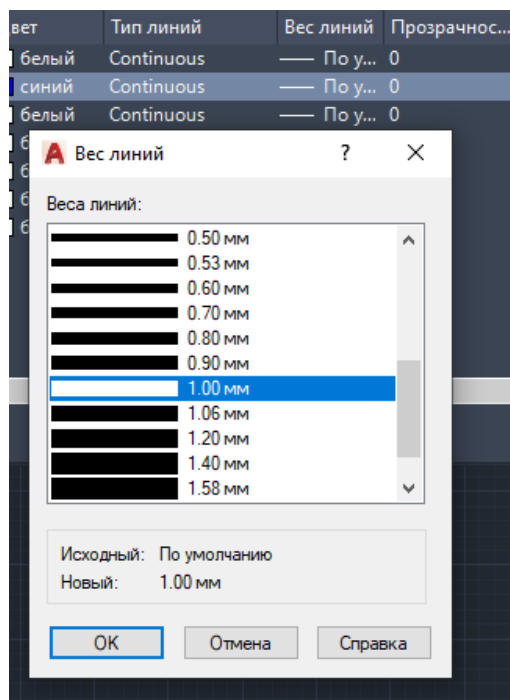 вет Тип линий Вес линий Прозрачнос...
белый Continuous По у... 0
синий Continuous По у... 0
белый Continuous По у... 0
б
б
б
б
A Вес линий ? X
Веса линий:
0.50 мм
0.53 мм
0.60 мм
0.70 мм
0.80 мм
0.90 мм
1.00 мм
1.06 мм
1.20 мм
1.40 мм
1.58 мм
Исходный: По умолчанию
Новый: 1.00 мм
OK Отмена Справка